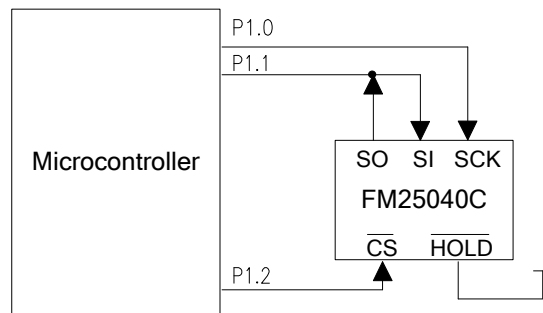 P1.0
P1.1
Microcontroller
SO SI SCK
FM25040C
CS HOLD
P1.2